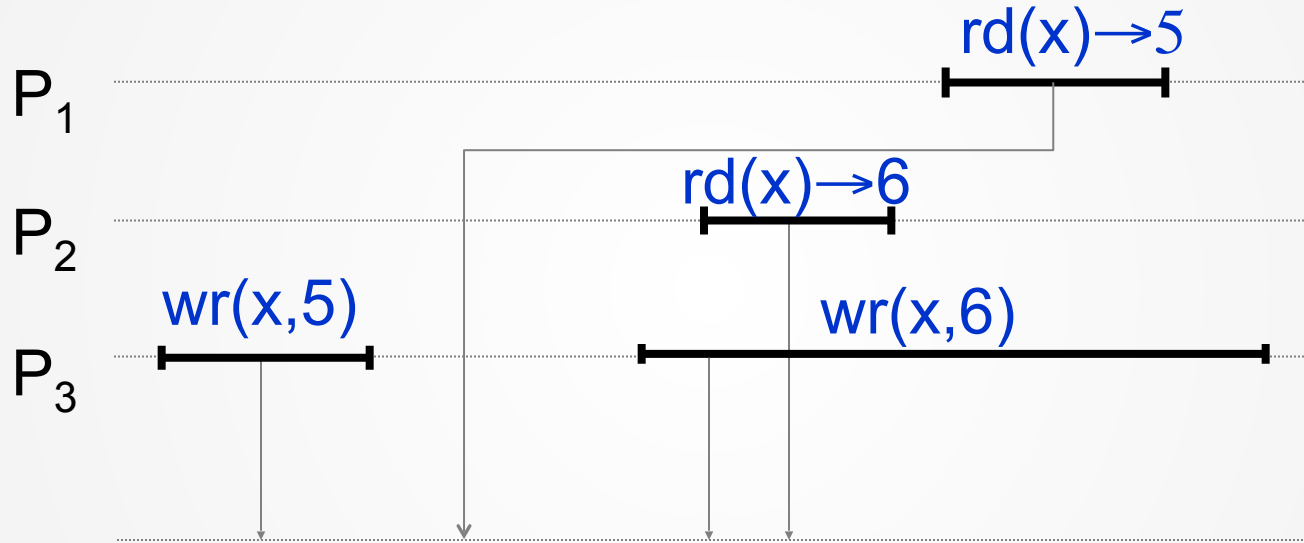 rd(x)→5
P₁
rd(x)→6
P₂
wr(x,5)
wr(x,6)
P₃